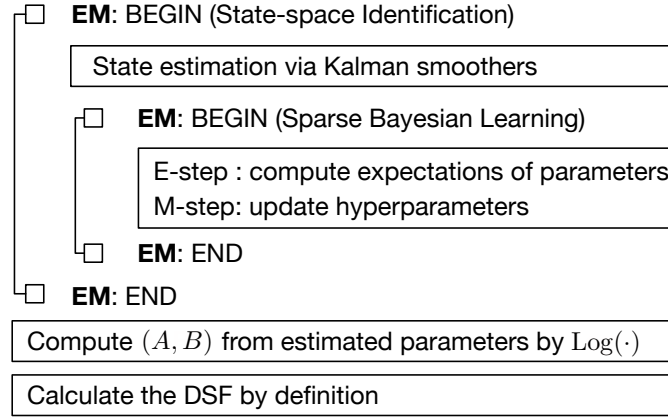 EM: BEGIN (State-space Identification)
State estimation via Kalman smoothers
EM: BEGIN (Sparse Bayesian Learning)
E-step : compute expectations of parameters
M-step: update hyperparameters
EM: END
EM: END
Compute (A, B) from estimated parameters by Log(·)
Calculate the DSF by definition